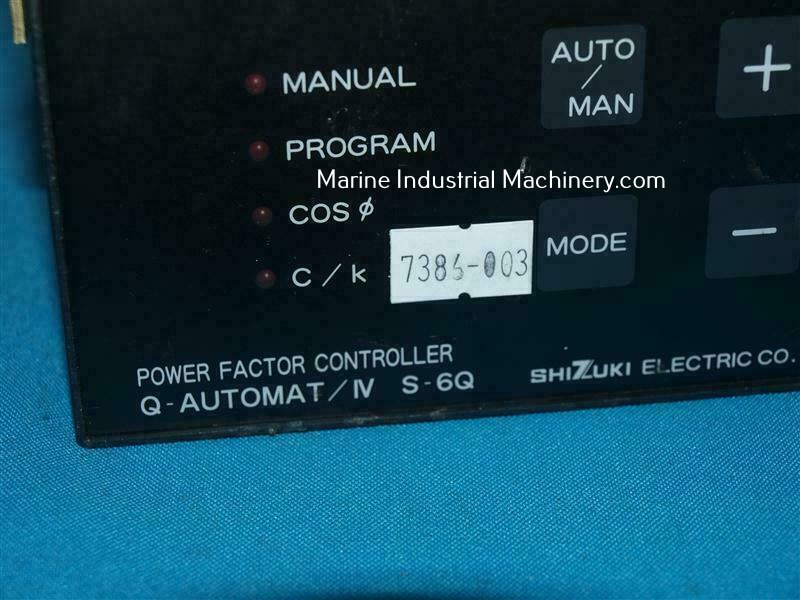 AUTO
/
MAN
+
MANUAL
PROGRAM
Marine Industrial Machinery.com
COS ϕ
C/k
7386-003
MODE
−
POWER FACTOR CONTROLLER
Q-AUTOMAT/IV S-6Q
SHIZUKI ELECTRIC CO.